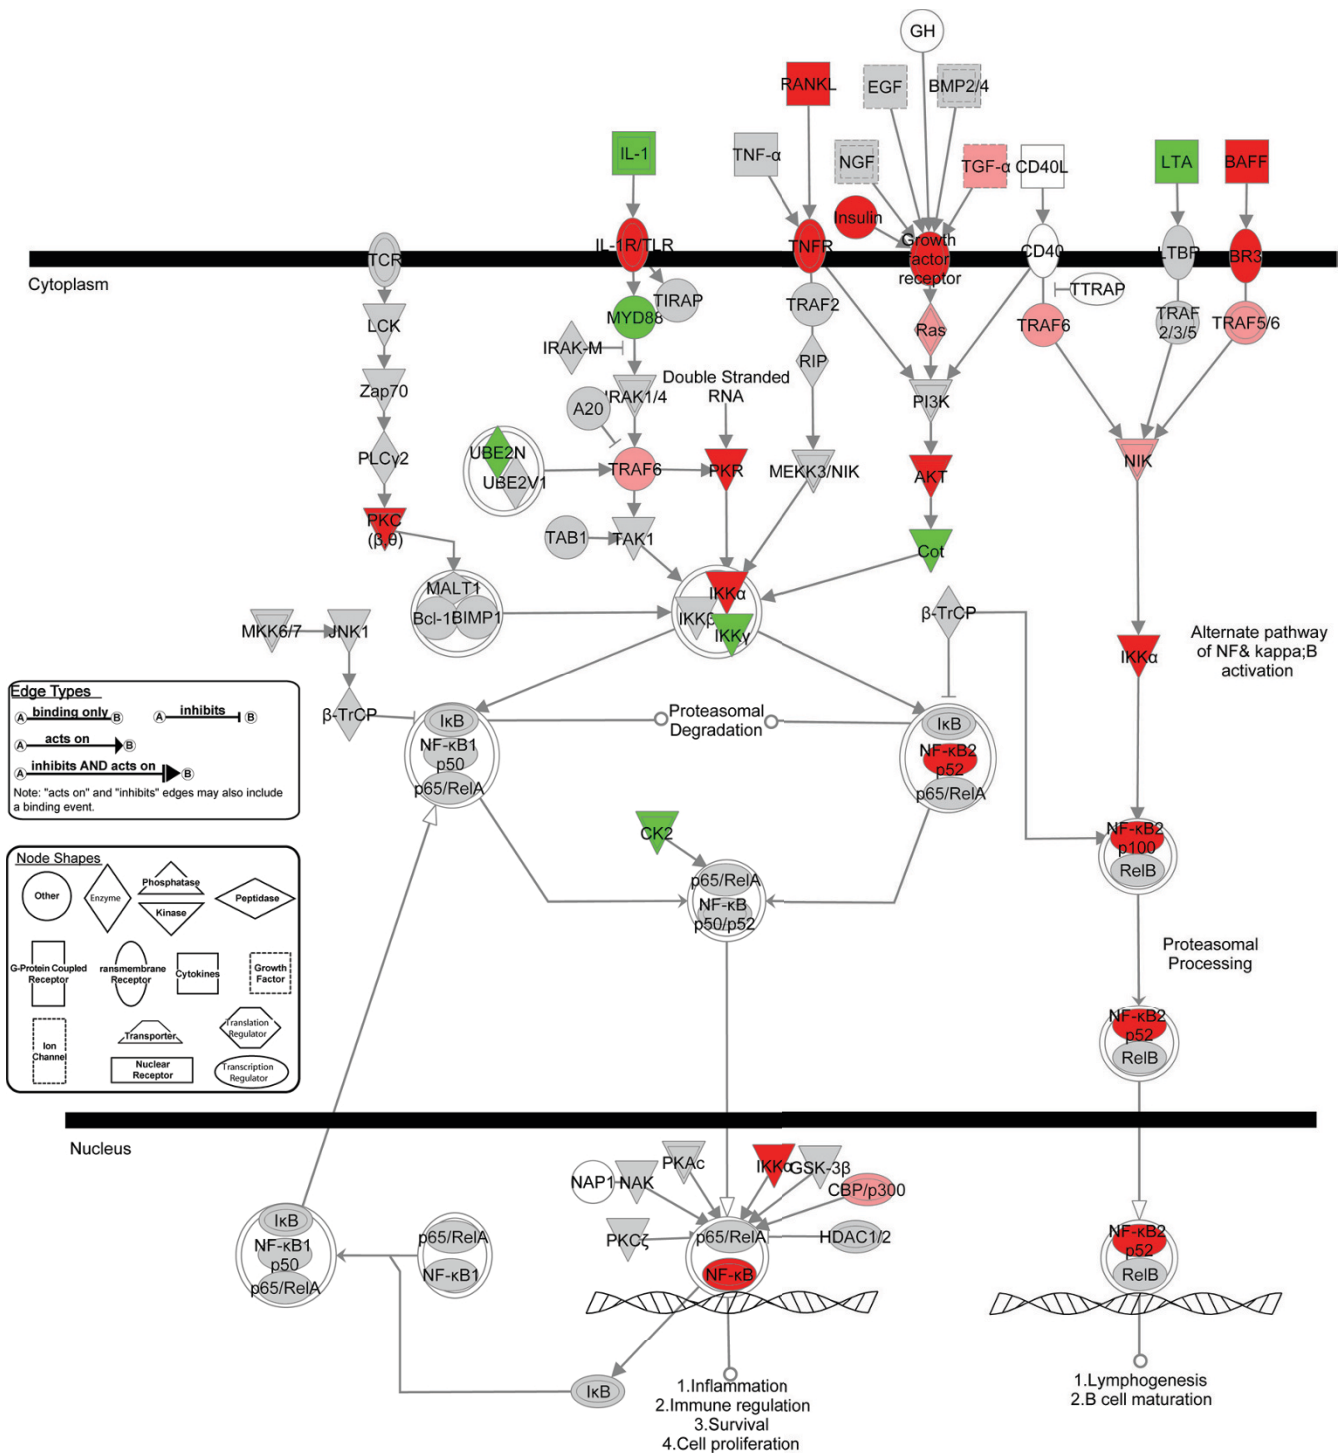 GH
RANKL
EGF
BMP2/4
IL-1
TNF-α
NGF
TGF-α
CD40L
LTA
BAFF
Insulin
TCR
IL-1R/TLR
TNFR
Growth
factor
receptor
CD40
LTBR
BR3
Cytoplasm
TIRAP
TTRAP
LCK
MYD88
TRAF2
Ras
TRAF6
TRAF
2/3/5
TRAF5/6
IRAK-M
RIP
Zap70
IRAK1/4
Double Stranded
RNA
PI3K
A20
PLCγ2
UBE2N
UBE2V1
TRAF6
PKR
MEKK3/NIK
AKT
NIK
PKC
(β,θ)
TAB1
TAK1
Cot
MALT1
Bcl-1
BIMP1
IKKα
IKKβ
IKKγ
β-TrCP
MKK6/7
JNK1
IKKα
Alternate pathway
of NF& kappa;B
activation
β-TrCP
IκB
NF-κB1
p50
p65/RelA
Proteasomal
Degradation
IκB
NF-κB2
p52
p65/RelA
Edge Types
A binding only B
A inhibits B
A acts on B
A inhibits AND acts on B
Note: "acts on" and "inhibits" edges may also include
a binding event.
CK2
NF-κB2
p100
RelB
p65/RelA
NF-κB
p50/p52
Node Shapes
Other
Enzyme
Phosphatase
Kinase
Peptidase
G-Protein Coupled
Receptor
ransmembrane
Receptor
Cytokines
Growth
Factor
Ion
Channel
Transporter
Translation
Regulator
Nuclear
Receptor
Transcription
Regulator
Proteasomal
Processing
NF-κB2
p52
RelB
Nucleus
PKAc
NAP1
NAK
IKKα
GSK-3β
CBP/p300
PKCζ
p65/RelA
HDAC1/2
NF-κB
IκB
NF-κB1
p50
p65/RelA
p65/RelA
NF-κB1
NF-κB2
p52
RelB
IκB
1.Inflammation
2.Immune regulation
3.Survival
4.Cell proliferation
1.Lymphogenesis
2.B cell maturation